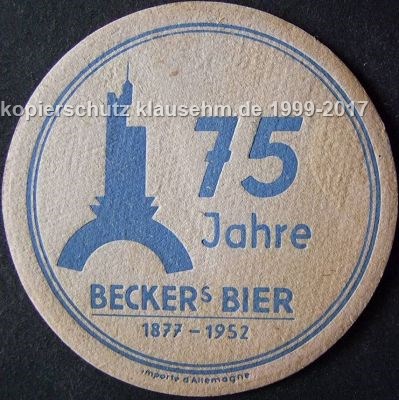 kopierschutz klausehm.de 1999-2017
75
Jahre
BECKERS BIER
1877 - 1952
importé d'Allemagne